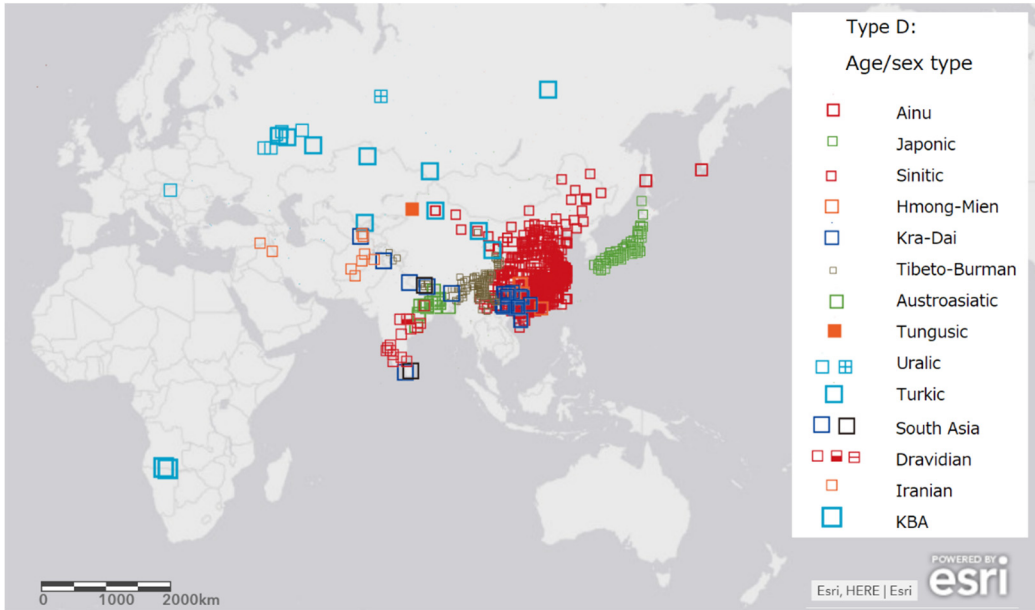 Type D:
Age/sex type
Ainu
Japonic
Sinitic
Hmong-Mien
Kra-Dai
Tibeto-Burman
Austroasiatic
Tungusic
Uralic
Turkic
South Asia
Dravidian
Iranian
KBA
0 1000 2000km
Esri, HERE | Esri
POWERED BY
esri